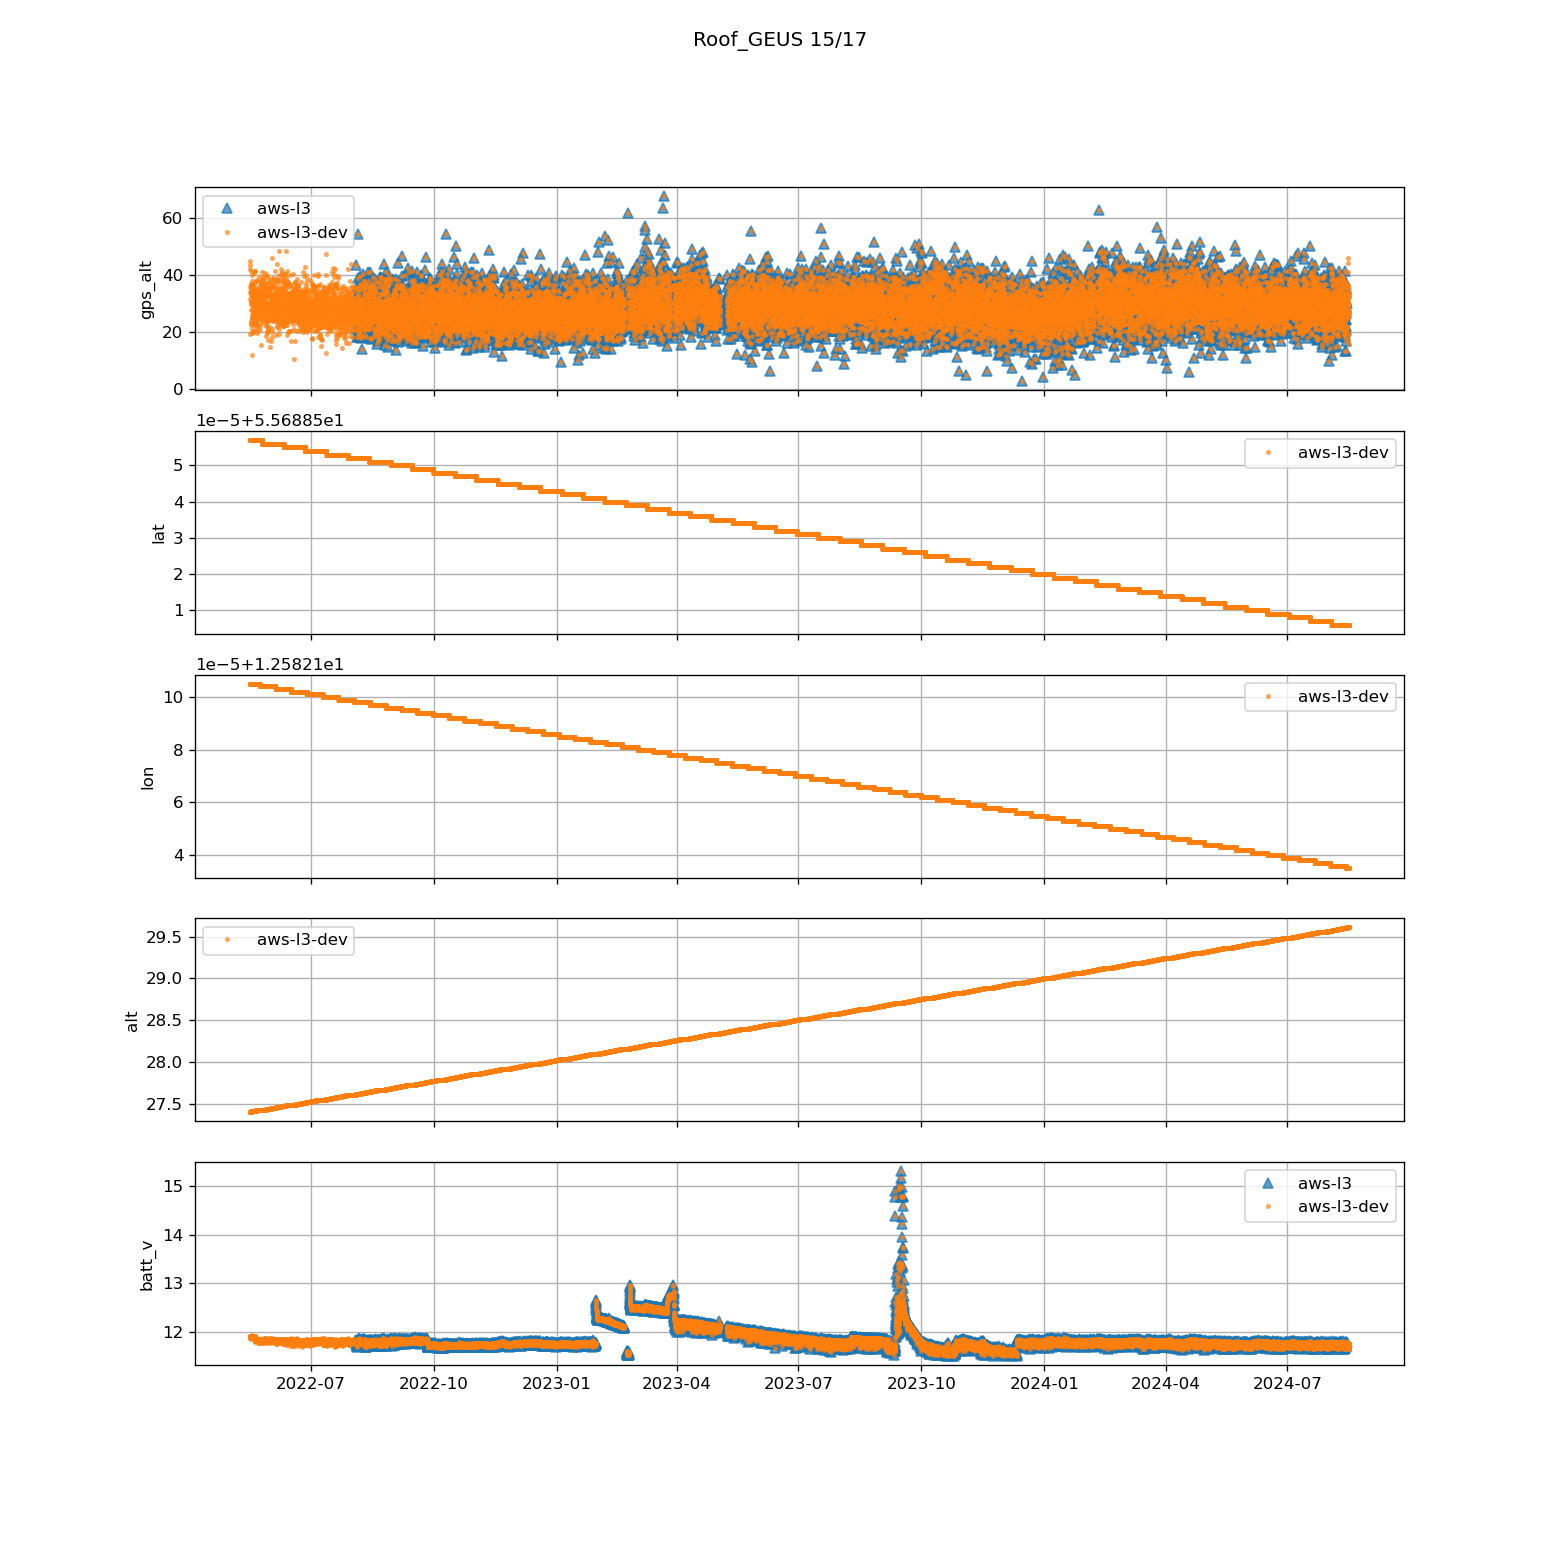 Roof_GEUS 15/17
aws-l3
aws-l3-dev
gps_alt
60
40
20
0
1e−5+5.56885e1
aws-l3-dev
lat
5
4
3
2
1
1e−5+1.25821e1
aws-l3-dev
lon
10
8
6
4
aws-l3-dev
alt
29.5
29.0
28.5
28.0
27.5
aws-l3
aws-l3-dev
batt_v
15
14
13
12
2022-07 2022-10 2023-01 2023-04 2023-07 2023-10 2024-01 2024-04 2024-07